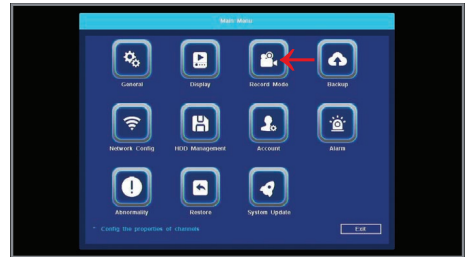 Main Menu
General Display Record Mode Backup
Network Config HDD Management Account Alarm
Abnormality Restore System Update
Config the properties of channels Exit